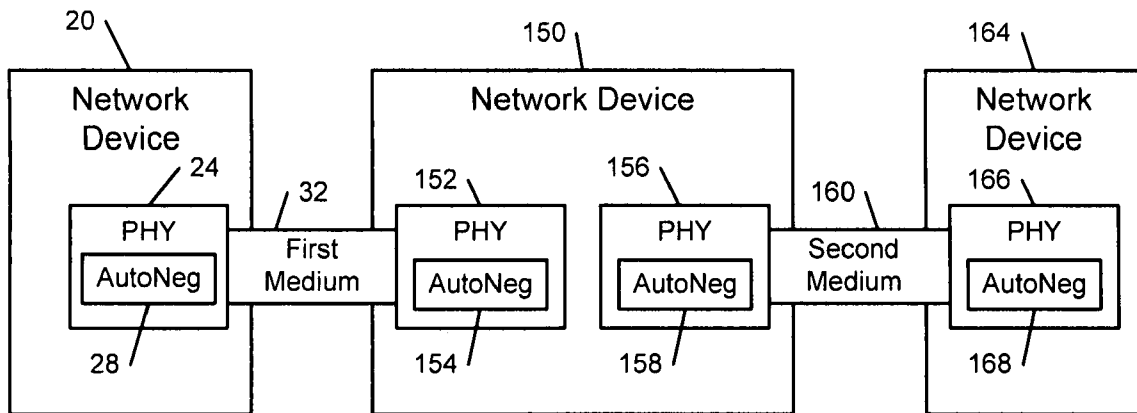 20
150
164
Network
Device
Network Device
Network
Device
24
32
152
156
160
166
PHY
First
Medium
PHY
PHY
Second
Medium
PHY
AutoNeg
AutoNeg
AutoNeg
AutoNeg
28
154
158
168